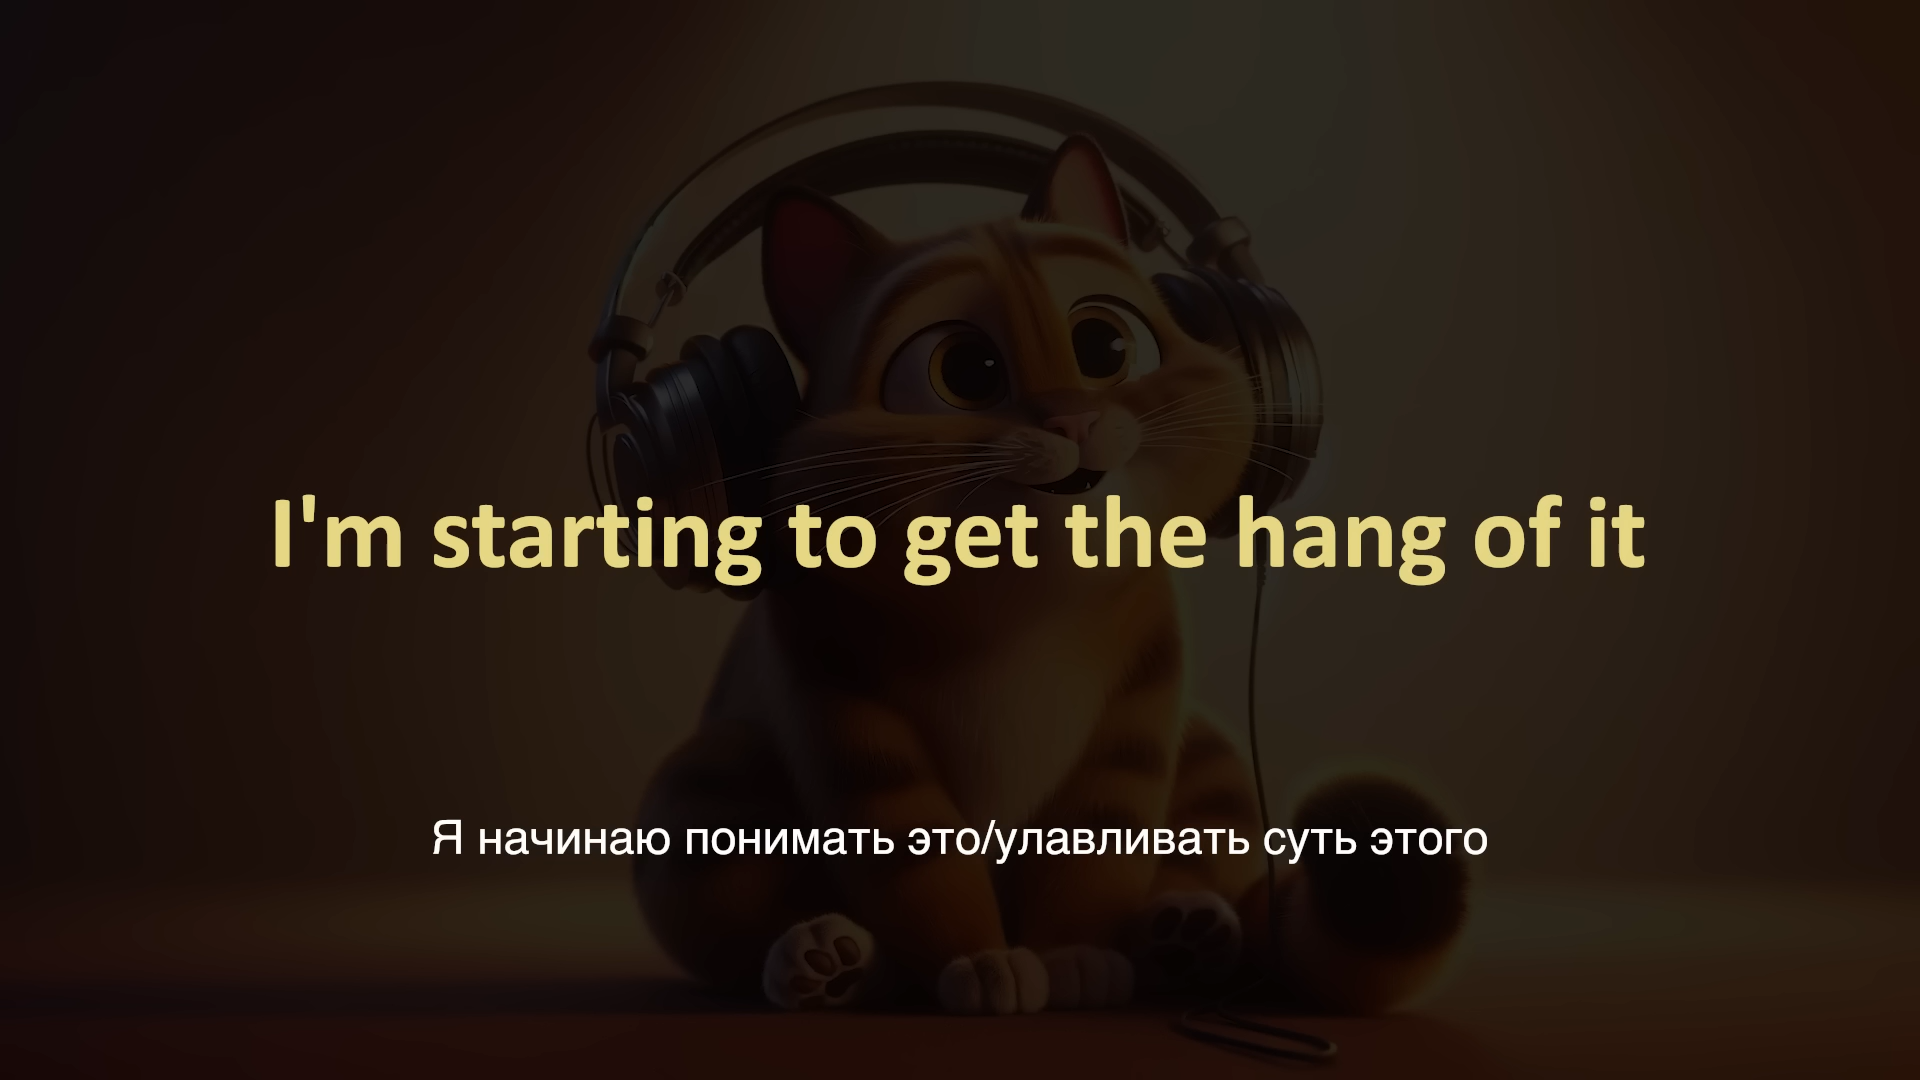 I'm starting to get the hang of it
Я начинаю понимать это/улавливать суть этого